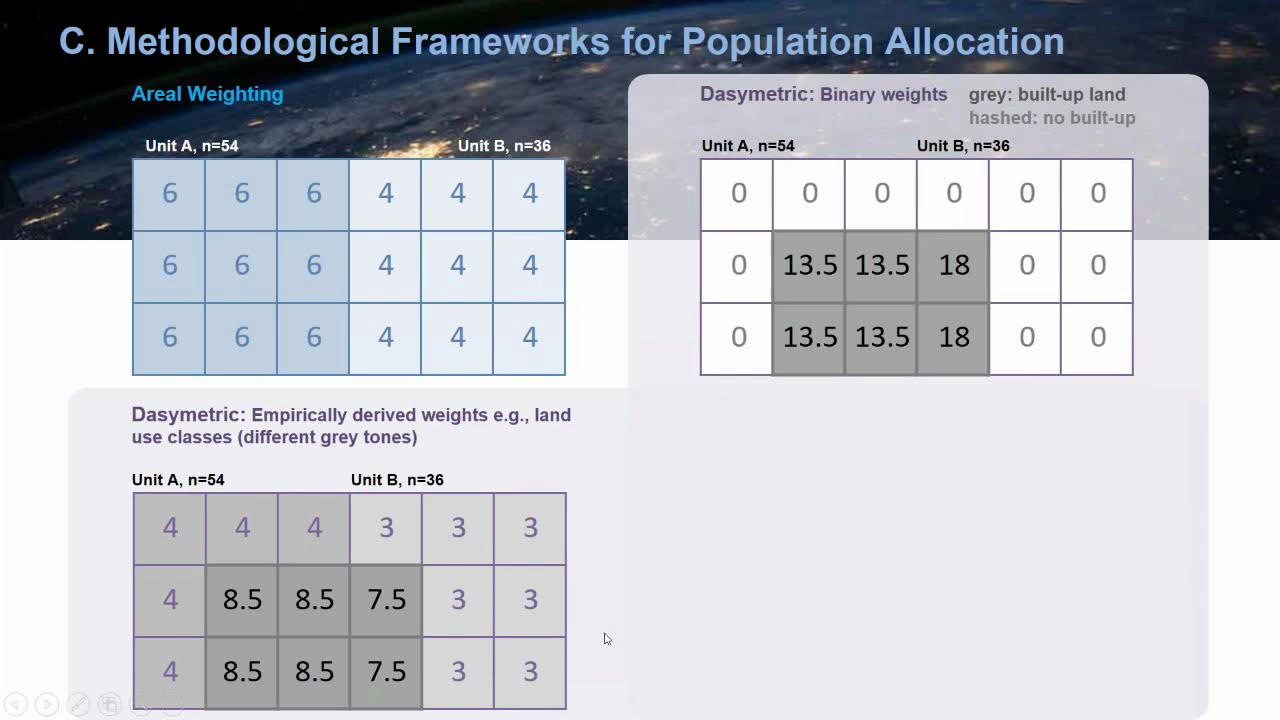 C. Methodological Frameworks for Population Allocation
Areal Weighting
Unit A, n=54 Unit B, n=36
6 6 6 4 4 4
6 6 6 4 4 4
6 6 6 4 4 4
Dasymetric: Binary weights grey: built-up land
hashed: no built-up
Unit A, n=54 Unit B, n=36
0 0 0 0 0 0
0 13.5 13.5 18 0 0
0 13.5 13.5 18 0 0
Dasymetric: Empirically derived weights e.g., land
use classes (different grey tones)
Unit A, n=54 Unit B, n=36
4 4 4 3 3 3
4 8.5 8.5 7.5 3 3
4 8.5 8.5 7.5 3 3